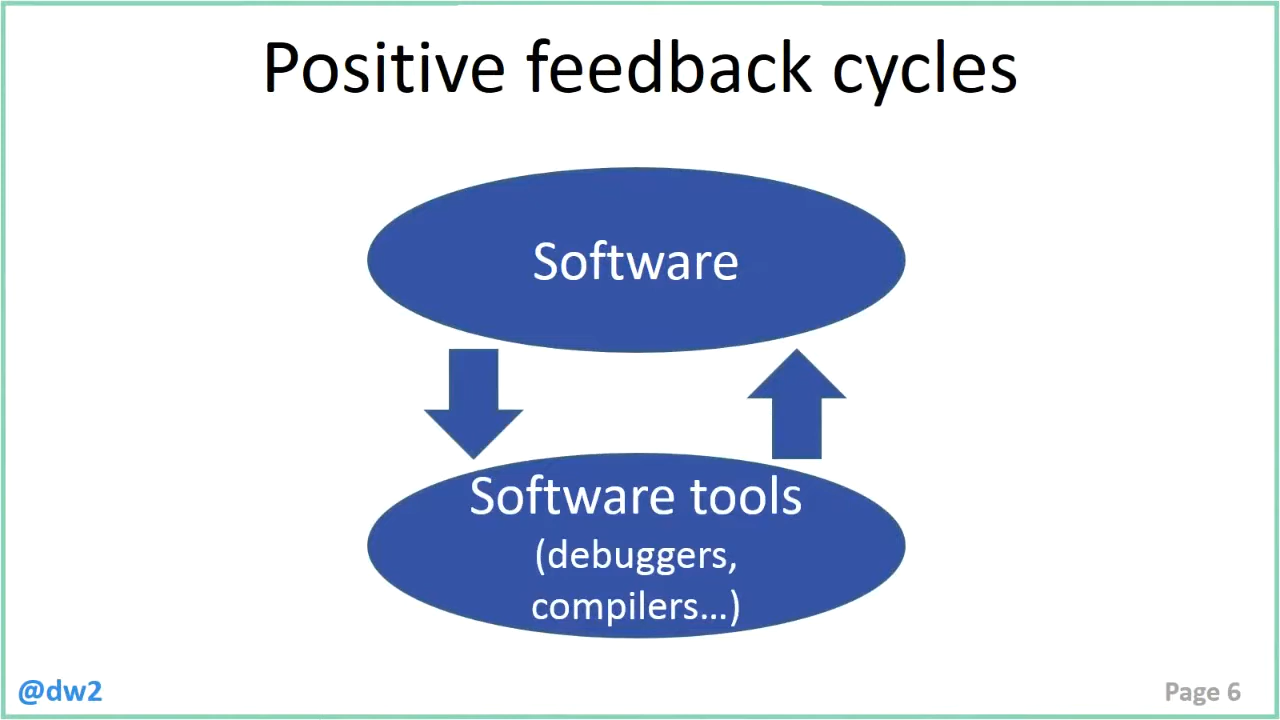 Positive feedback cycles
Software
Software tools
(debuggers,
compilers...)
@dw2
Page 6